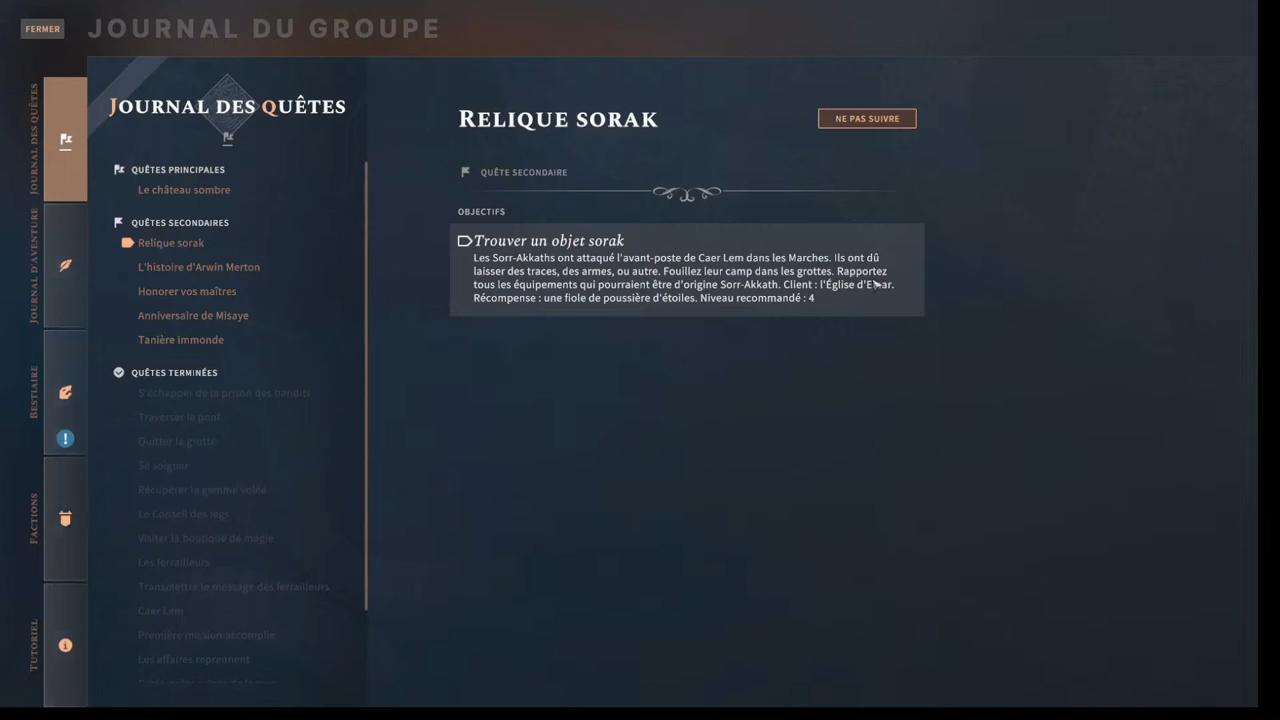 FERMER
JOURNAL DU GROUPE
JOURNAL DES QUÊTES
JOURNAL D'AVENTURE
BESTIAIRE
FACTIONS
TUTORIEL
JOURNAL DES QUÊTES
QUÊTES PRINCIPALES
Le château sombre
QUÊTES SECONDAIRES
Relique sorak
L'histoire d'Arwin Merton
Honorer vos maîtres
Anniversaire de Misaye
Tanière immonde
QUÊTES TERMINÉES
S'échapper de la prison des bandits
Traverser le pont
Quitter la grotte
Se soigner
Récupérer la gemme volée
Le Conseil des legs
Visiter la boutique de magie
Les ferrailleurs
Transmettre le message des ferrailleurs
Caer Lem
Première mission accomplie
Les affaires reprennent
RELIQUE SORAK
NE PAS SUIVRE
QUÊTE SECONDAIRE
OBJECTIFS
Trouver un objet sorak
Les Sorr-Akkaths ont attaqué l'avant-poste de Caer Lem dans les Marches. Ils ont dû
laisser des traces, des armes, ou autre. Fouillez leur camp dans les grottes. Rapportez
tous les équipements qui pourraient être d'origine Sorr-Akkath. Client : l'Église
Récompense : une fiole de poussière d'étoiles. Niveau recommandé : 4